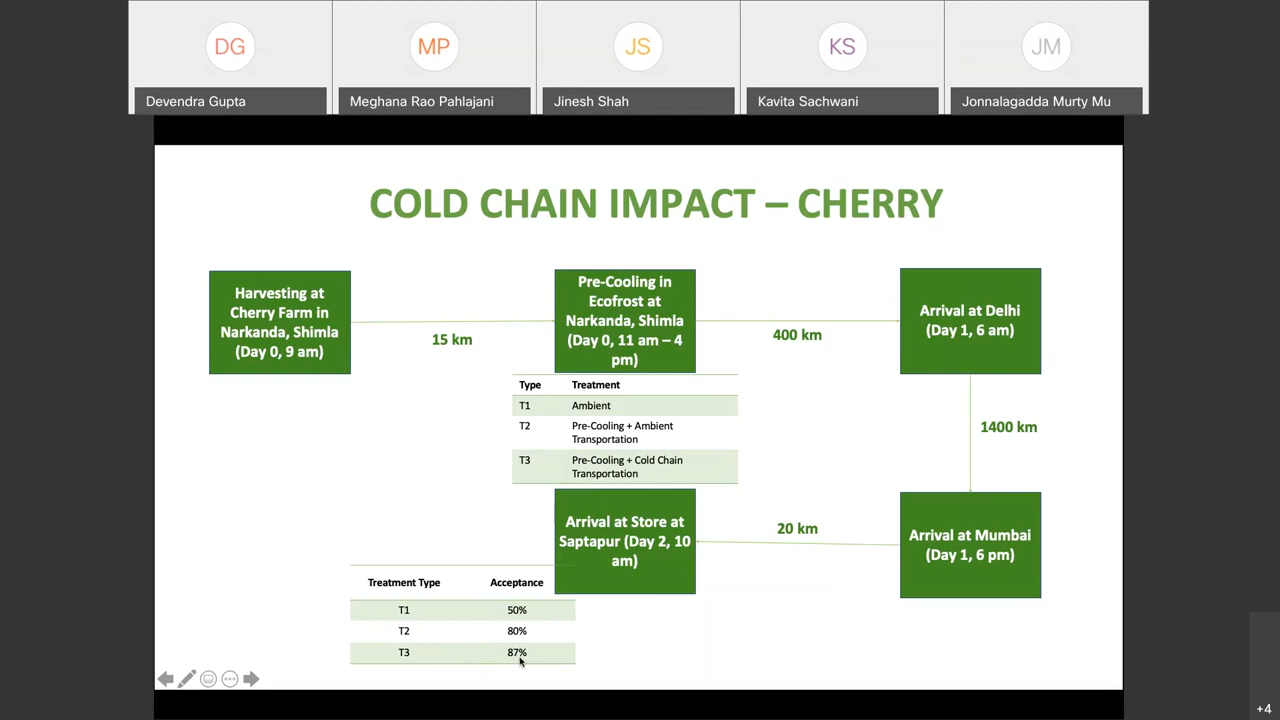 DG
MP
JS
KS
JM
Devendra Gupta
Meghana Rao Pahlajani
Jinesh Shah
Kavita Sachwani
Jonnalagadda Murty Mu
COLD CHAIN IMPACT – CHERRY
Harvesting at
Cherry Farm in
Narkanda, Shimla
(Day 0, 9 am)
15 km
Pre-Cooling in
Ecofrost at
Narkanda, Shimla
(Day 0, 11 am – 4
pm)
400 km
Arrival at Delhi
(Day 1, 6 am)
Type Treatment
T1 Ambient
T2 Pre-Cooling + Ambient
Transportation
T3 Pre-Cooling + Cold Chain
Transportation
1400 km
Arrival at Mumbai
(Day 1, 6 pm)
20 km
Arrival at Store at
Saptapur (Day 2, 10
am)
Treatment Type Acceptance
T1 50%
T2 80%
T3 87%
+4